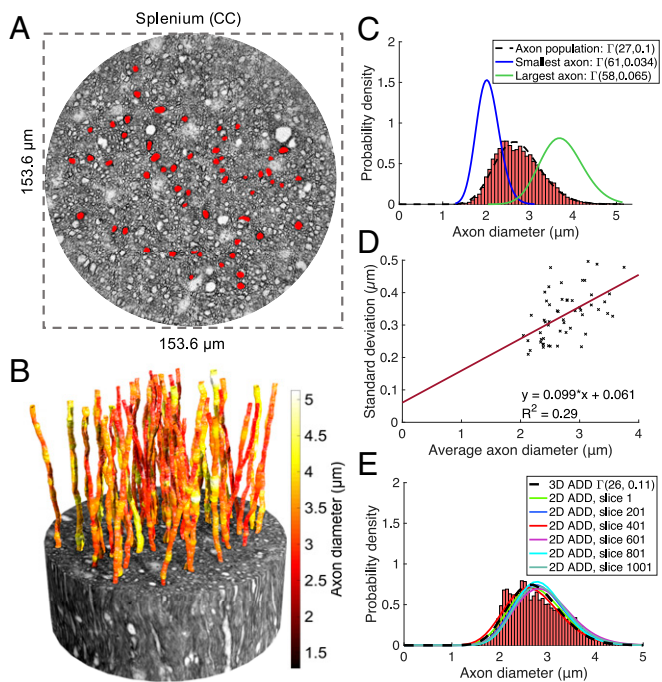 A
Splenium (CC)
153.6 µm
153.6 µm
B
5
4.5
4
3.5
3
2.5
2
1.5
Axon diameter (µm)
C
Axon population: Γ(27,0.1)
Smallest axon: Γ(61,0.034)
Largest axon: Γ(58,0.065)
2
1.5
1
0.5
0
0 1 2 3 4 5
Probability density
Axon diameter (µm)
D
0.5
0.4
0.3
0.2
0.1
0
0 1 2 3 4
Standard deviation (µm)
y = 0.099*x + 0.061
R² = 0.29
Average axon diameter (µm)
E
3D ADD Γ(26, 0.11)
2D ADD, slice 1
2D ADD, slice 201
2D ADD, slice 401
2D ADD, slice 601
2D ADD, slice 801
2D ADD, slice 1001
2
1.5
1
0.5
0
0 1 2 3 4 5
Probability density
Axon diameter (µm)